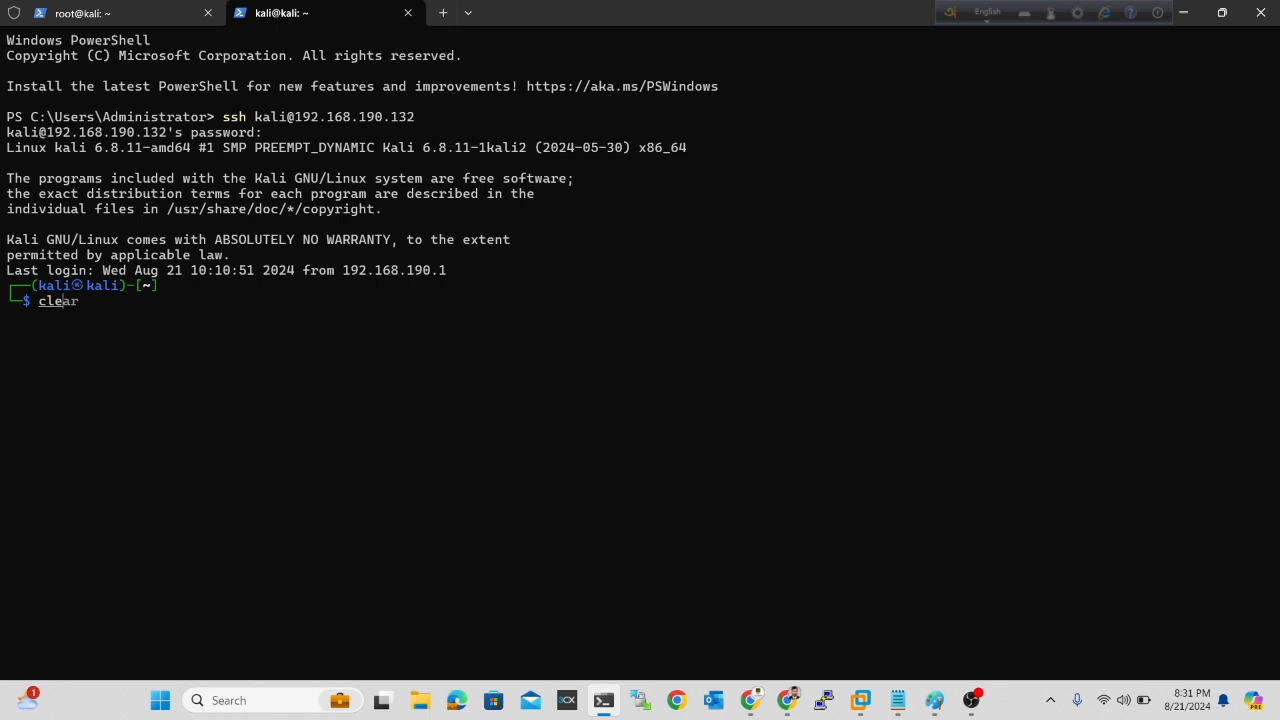 root@kali: ~
kali@kali: ~
English
Windows PowerShell
Copyright (C) Microsoft Corporation. All rights reserved.
Install the latest PowerShell for new features and improvements! https://aka.ms/PSWindows
PS C:\Users\Administrator> ssh kali@192.168.190.132
kali@192.168.190.132's password:
Linux kali 6.8.11-amd64 #1 SMP PREEMPT_DYNAMIC Kali 6.8.11-1kali2 (2024-05-30) x86_64
The programs included with the Kali GNU/Linux system are free software;
the exact distribution terms for each program are described in the
individual files in /usr/share/doc/*/copyright.
Kali GNU/Linux comes with ABSOLUTELY NO WARRANTY, to the extent
permitted by applicable law.
Last login: Wed Aug 21 10:10:51 2024 from 192.168.190.1
┌──(kali㉿kali)-[~]
└─$ clear
1
Search
3CX
8:31 PM
8/21/2024
PRE